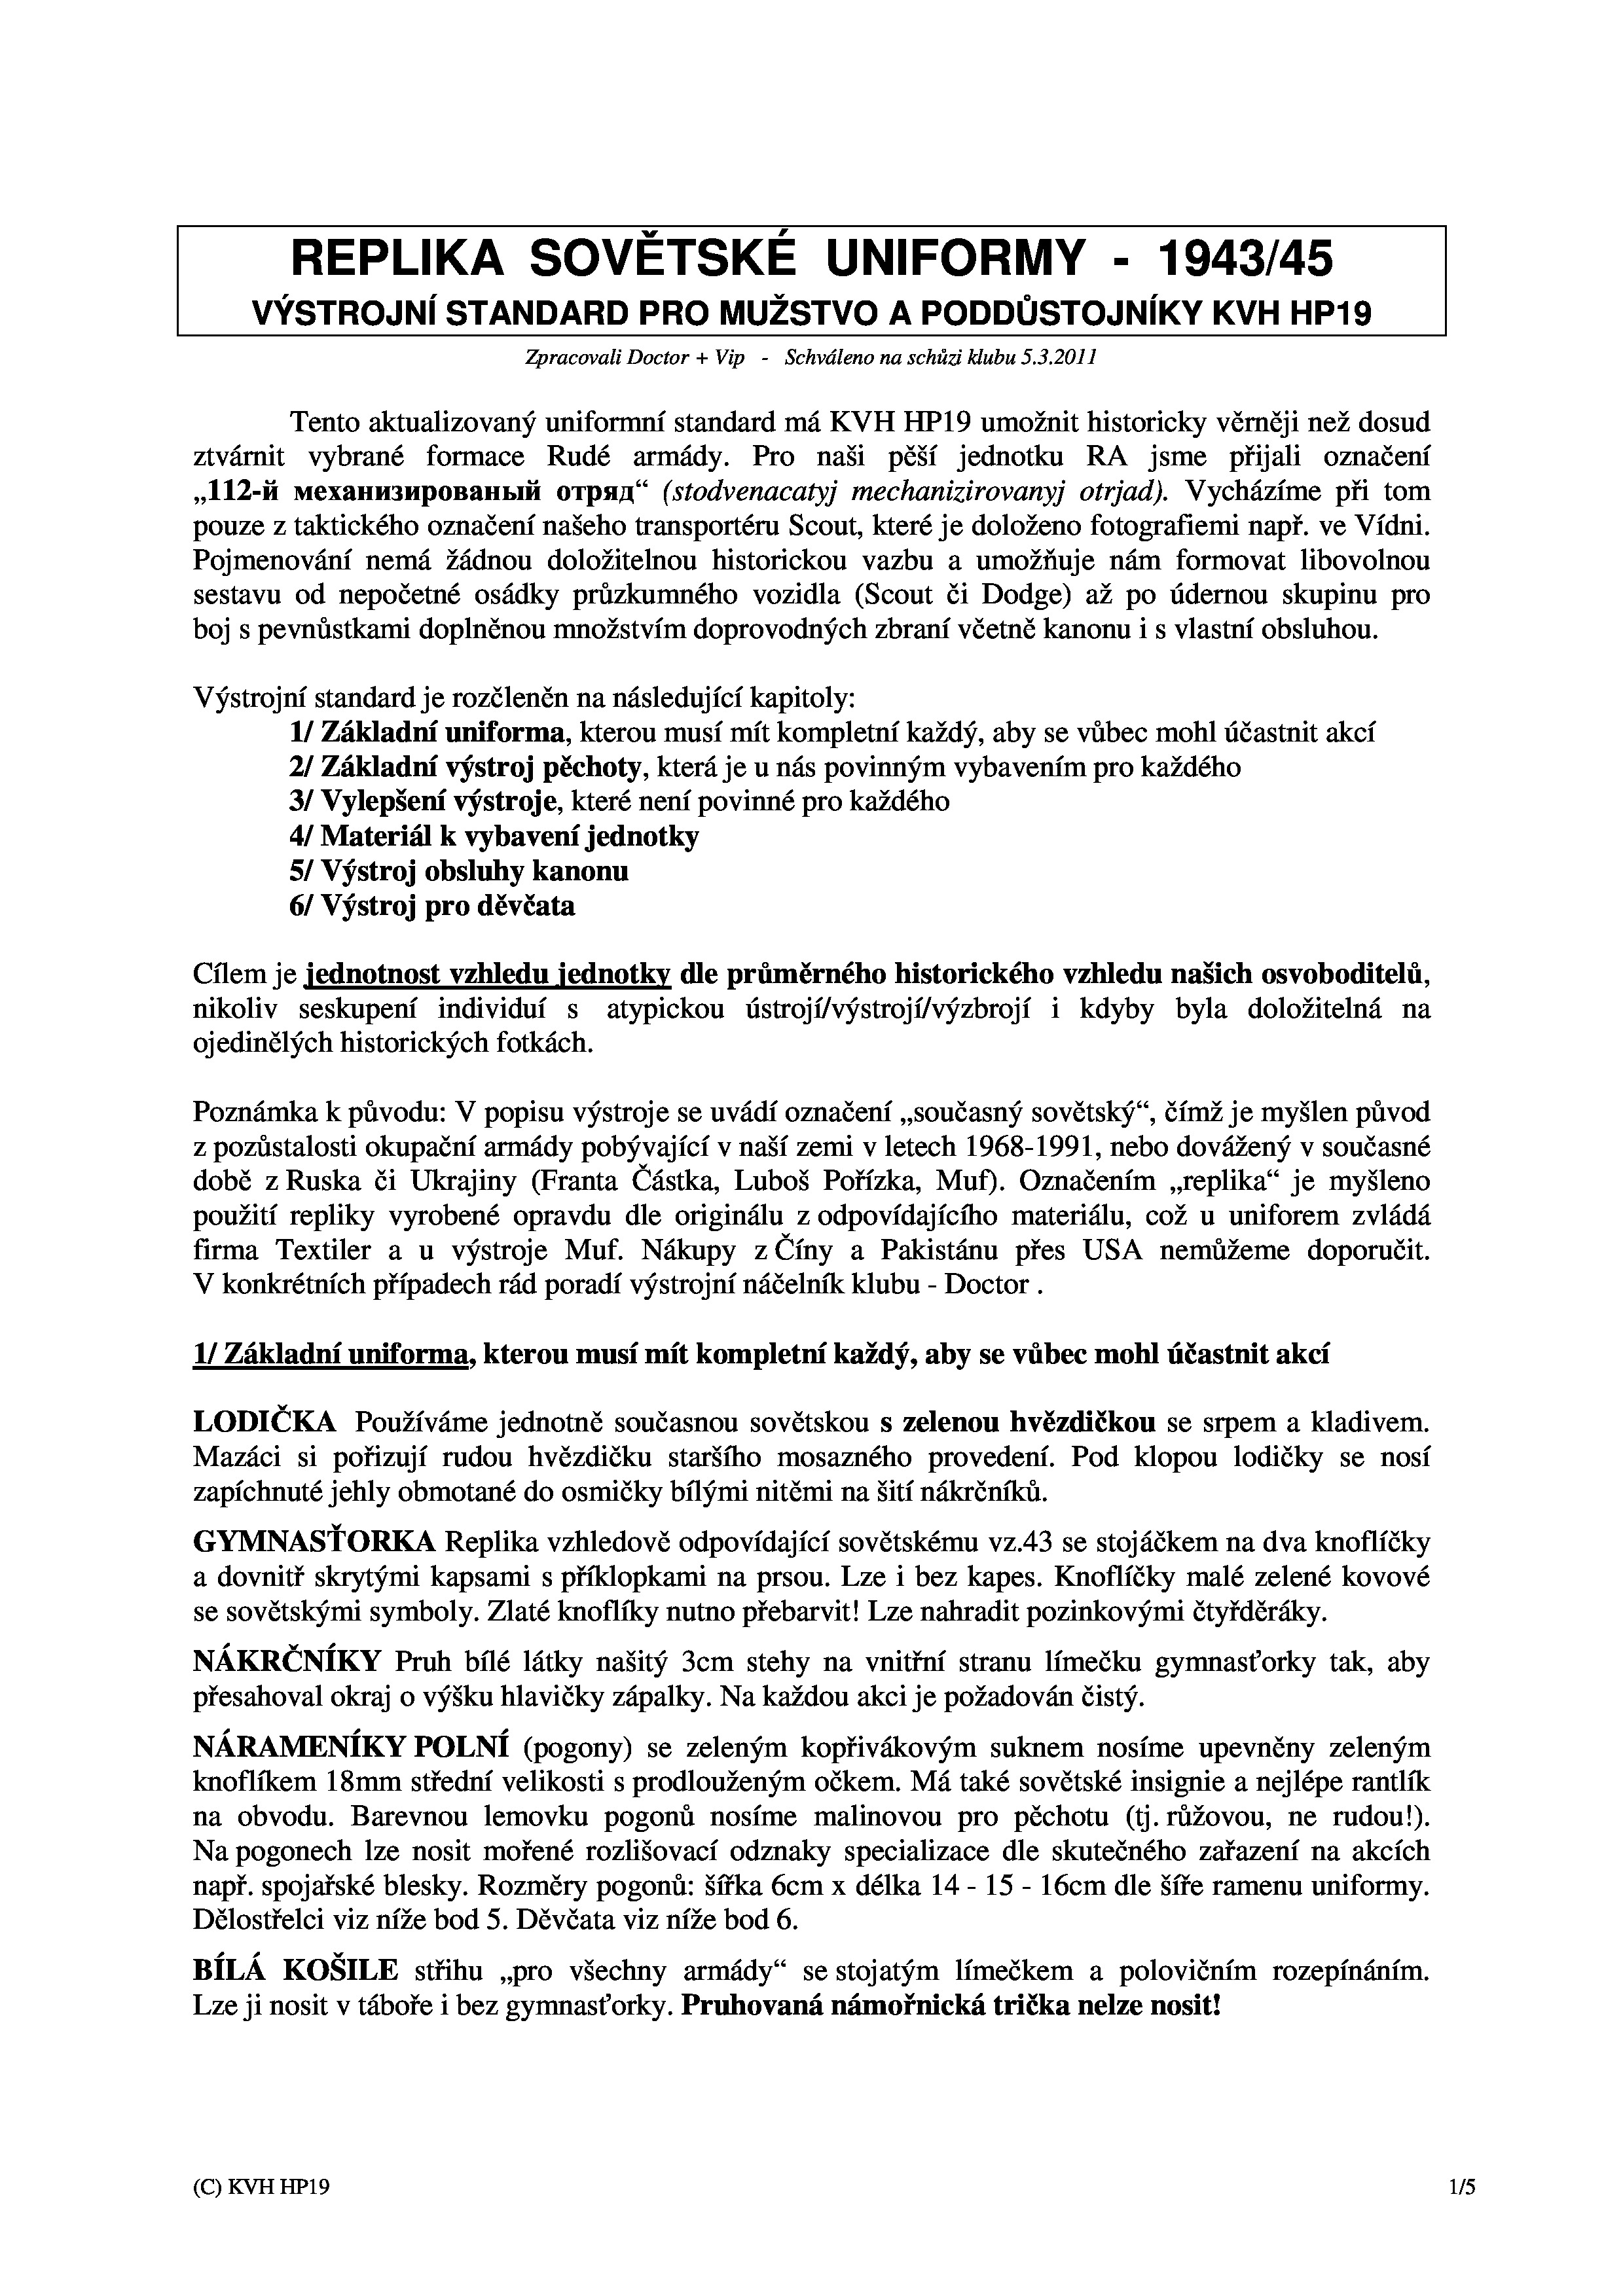 REPLIKA SOVĚTSKÉ UNIFORMY - 1943/45
VÝSTROJNÍ STANDARD PRO MUŽSTVO A PODDŮSTOJNÍKY KVH HP19
Zpracovali Doctor + Vip - Schváleno na schůzi klubu 5.3.2011
Tento aktualizovaný uniformní standard má KVH HP19 umožnit historicky věrněji než dosud
ztvárnit vybrané formace Rudé armády. Pro naši pěší jednotku RA jsme přijali označení
„112-й механизированый отряд“ (stodvenacatyj mechanizirovanyj otrjad). Vycházíme při tom
pouze z taktického označení našeho transportéru Scout, které je doloženo fotografiemi např. ve Vídni.
Pojmenování nemá žádnou doložitelnou historickou vazbu a umožňuje nám formovat libovolnou
sestavu od nepočetné osádky průzkumného vozidla (Scout či Dodge) až po údernou skupinu pro
boj s pevnůstkami doplněnou množstvím doprovodných zbraní včetně kanonu i s vlastní obsluhou.
Výstrojní standard je rozčleněn na následující kapitoly:
1/ Základní uniforma, kterou musí mít kompletní každý, aby se vůbec mohl účastnit akcí
2/ Základní výstroj pěchoty, která je u nás povinným vybavením pro každého
3/ Vylepšení výstroje, které není povinné pro každého
4/ Materiál k vybavení jednotky
5/ Výstroj obsluhy kanonu
6/ Výstroj pro děvčata
Cílem je jednotnost vzhledu jednotky dle průměrného historického vzhledu našich osvoboditelů,
nikoliv seskupení individuí s atypickou ústrojí/výstrojí/výzbrojí i kdyby byla doložitelná na
ojedinělých historických fotkách.
Poznámka k původu: V popisu výstroje se uvádí označení „současný sovětský“, čímž je myšlen původ
z pozůstalosti okupační armády pobývající v naší zemi v letech 1968-1991, nebo dovážený v současné
době z Ruska či Ukrajiny (Franta Částka, Luboš Pořízka, Muf). Označením „replika“ je myšleno
použití repliky vyrobené opravdu dle originálu z odpovídajícího materiálu, což u uniforem zvládá
firma Textiler a u výstroje Muf. Nákupy z Číny a Pakistánu přes USA nemůžeme doporučit.
V konkrétních případech rád poradí výstrojní náčelník klubu - Doctor .
1/ Základní uniforma, kterou musí mít kompletní každý, aby se vůbec mohl účastnit akcí
LODIČKA Používáme jednotně současnou sovětskou s zelenou hvězdičkou se srpem a kladivem.
Mazáci si pořizují rudou hvězdičku staršího mosazného provedení. Pod klopou lodičky se nosí
zapíchnuté jehly obmotané do osmičky bílými nitěmi na šití nákrčníků.
GYMNASŤORKA Replika vzhledově odpovídající sovětskému vz.43 se stojáčkem na dva knoflíčky
a dovnitř skrytými kapsami s příklopkami na prsou. Lze i bez kapes. Knoflíčky malé zelené kovové
se sovětskými symboly. Zlaté knoflíky nutno přebarvit! Lze nahradit pozinkovými čtyřděráky.
NÁKRČNÍKY Pruh bílé látky našitý 3cm stehy na vnitřní stranu límečku gymnasťorky tak, aby
přesahoval okraj o výšku hlavičky zápalky. Na každou akci je požadován čistý.
NÁRAMENÍKY POLNÍ (pogony) se zeleným kopřivákovým suknem nosíme upevněny zeleným
knoflíkem 18mm střední velikosti s prodlouženým očkem. Má také sovětské insignie a nejlépe rantlík
na obvodu. Barevnou lemovku pogonů nosíme malinovou pro pěchotu (tj. růžovou, ne rudou!).
Na pogonech lze nosit mořené rozlišovací odznaky specializace dle skutečného zařazení na akcích
např. spojařské blesky. Rozměry pogonů: šířka 6cm x délka 14 - 15 - 16cm dle šíře ramenu uniformy.
Dělostřelci viz níže bod 5. Děvčata viz níže bod 6.
BÍLÁ KOŠILE střihu „pro všechny armády“ se stojatým límečkem a polovičním rozepínáním.
Lze ji nosit v táboře i bez gymnasťorky. Pruhovaná námořnická trička nelze nosit!
(C) KVH HP19
1/5